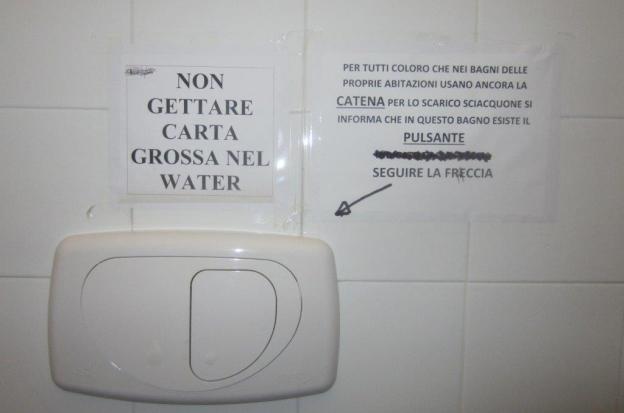 NON
GETTARE
CARTA
GROSSA NEL
WATER
PER TUTTI COLORO CHE NEI BAGNI DELLE
PROPRIE ABITAZIONI USANO ANCORA LA
CATENA PER LO SCARICO SCIACQUONE SI
INFORMA CHE IN QUESTO BAGNO ESISTE IL
PULSANTE
SEGUIRE LA FRECCIA